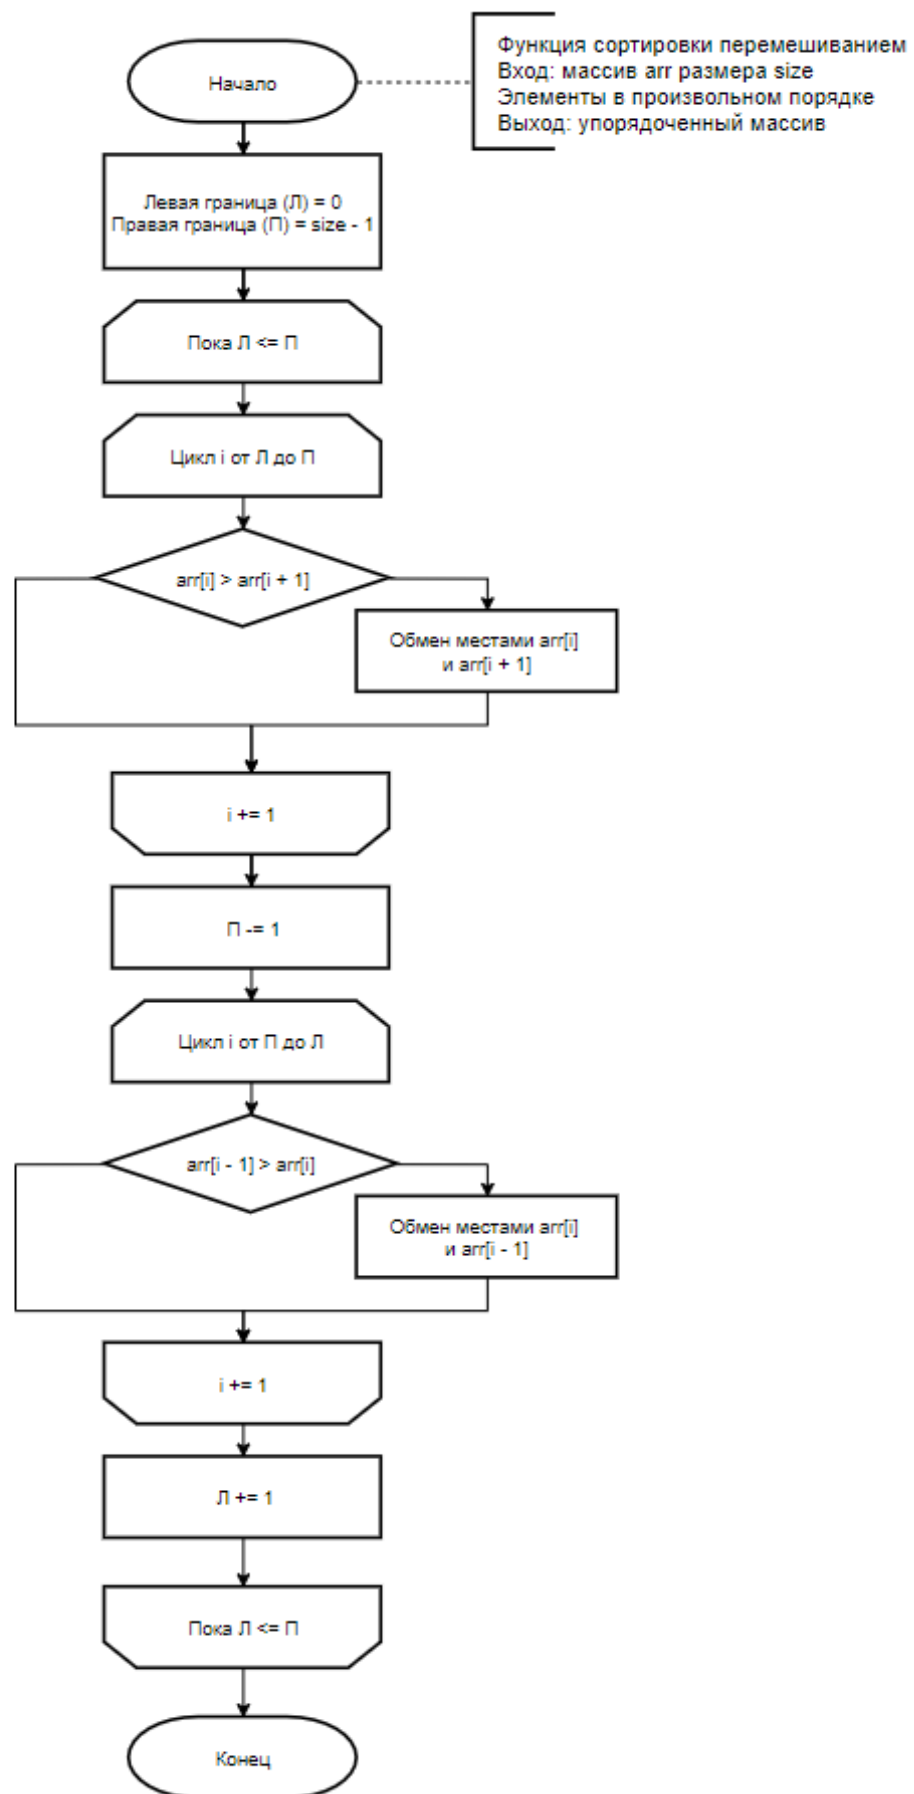 Начало
Функция сортировки перемешиванием
Вход: массив arr размера size
Элементы в произвольном порядке
Выход: упорядоченный массив
Левая граница (Л) = 0
Правая граница (П) = size - 1
Пока Л <= П
Цикл i от Л до П
arr[i] > arr[i + 1]
Обмен местами arr[i]
и arr[i + 1]
i += 1
П -= 1
Цикл i от П до Л
arr[i - 1] > arr[i]
Обмен местами arr[i]
и arr[i - 1]
i += 1
Л += 1
Пока Л <= П
Конец